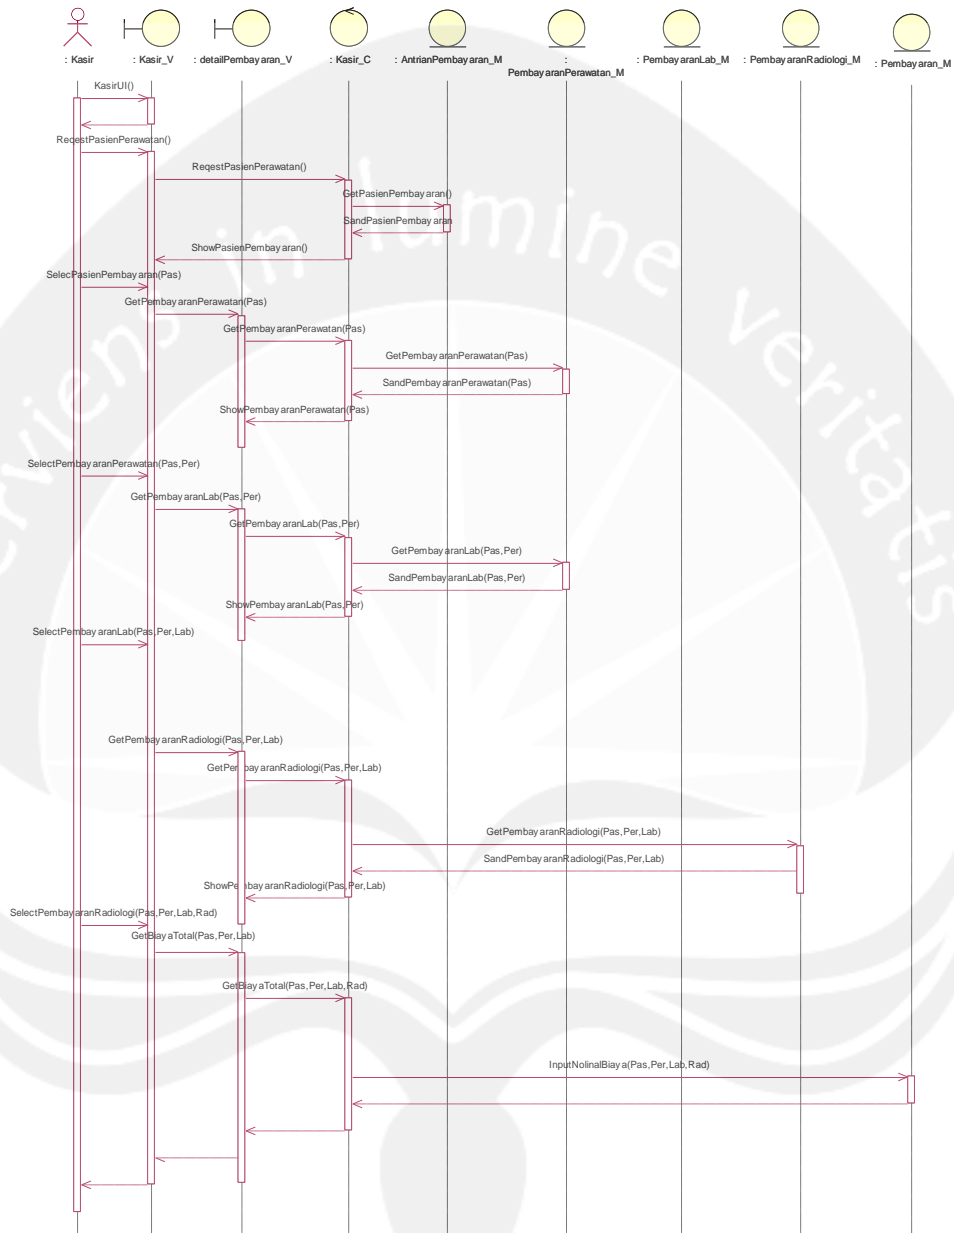 : Kasir
: Kasir_V
: detailPembayaran_V
: Kasir_C
: AntrianPembayaran_M
:
PembayaranPerawatan_M
: PembayaranLab_M
: PembayaranRadiologi_M
: Pembayaran_M
KasirUI()
ReqestPasienPerawatan()
ReqestPasienPerawatan()
GetPasienPembayaran()
SandPasienPembayaran
ShowPasienPembayaran()
SelecPasienPembayaran(Pas)
GetPembayaranPerawatan(Pas)
GetPembayaranPerawatan(Pas)
GetPembayaranPerawatan(Pas)
SandPembayaranPerawatan(Pas)
ShowPembayaranPerawatan(Pas)
SelectPembayaranPerawatan(Pas,Per)
GetPembayaranLab(Pas,Per)
GetPembayaranLab(Pas,Per)
GetPembayaranLab(Pas,Per)
SandPembayaranLab(Pas,Per)
ShowPembayaranLab(Pas,Per)
SelectPembayaranLab(Pas,Per,Lab)
GetPembayaranRadiologi(Pas,Per,Lab)
GetPembayaranRadiologi(Pas,Per,Lab)
GetPembayaranRadiologi(Pas,Per,Lab)
SandPembayaranRadiologi(Pas,Per,Lab)
ShowPembayaranRadiologi(Pas,Per,Lab)
SelectPembayaranRadiologi(Pas,Per,Lab,Rad)
GetBiayaTotal(Pas,Per,Lab)
GetBiayaTotal(Pas,Per,Lab,Rad)
InputNolinalBiaya(Pas,Per,Lab,Rad)
erviens in lumine veritatis